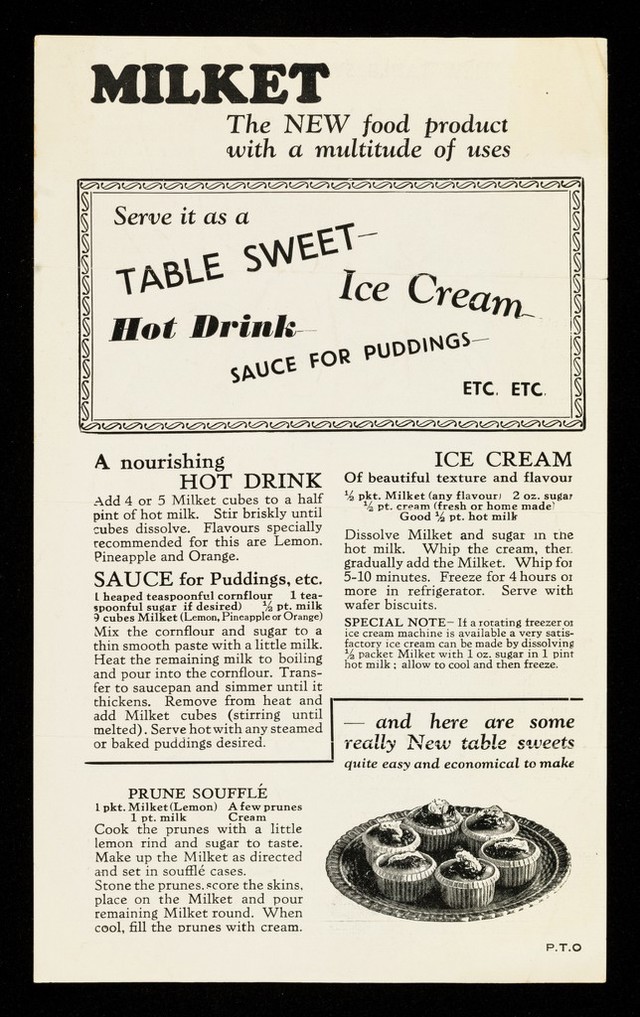 MILKET
The NEW food product
with a multitude of uses
Serve it as a
TABLE SWEET—
Ice Cream—
Hot Drink—
SAUCE FOR PUDDINGS—
ETC. ETC.
A nourishing
HOT DRINK
Add 4 or 5 Milket cubes to a half
pint of hot milk. Stir briskly until
cubes dissolve. Flavours specially
recommended for this are Lemon.
Pineapple and Orange.
SAUCE for Puddings, etc.
1 heaped teaspoonful cornflour 1 tea-
spoonful sugar if desired) ½ pt. milk
9 cubes Milket (Lemon, Pineapple or Orange)
Mix the cornflour and sugar to a
thin smooth paste with a little milk.
Heat the remaining milk to boiling
and pour into the cornflour. Trans-
fer to saucepan and simmer until it
thickens. Remove from heat and
add Milket cubes (stirring until
melted). Serve hot with any steamed
or baked puddings desired.
ICE CREAM
Of beautiful texture and flavour
½ pkt. Milket (any flavour) 2 oz. sugar
½ pt. cream (fresh or home made)
Good ½ pt. hot milk
Dissolve Milket and sugar in the
hot milk. Whip the cream, then
gradually add the Milket. Whip for
5-10 minutes. Freeze for 4 hours or
more in refrigerator. Serve with
wafer biscuits.
SPECIAL NOTE— If a rotating freezer or
ice cream machine is available a very satis-
factory ice cream can be made by dissolving
½ packet Milket with 1 oz. sugar in 1 pint
hot milk; allow to cool and then freeze.
— and here are some
really New table sweets
quite easy and economical to make
PRUNE SOUFFLÉ
1 pkt. Milket (Lemon) A few prunes
1 pt. milk Cream
Cook the prunes with a little
lemon rind and sugar to taste.
Make up the Milket as directed
and set in soufflé cases.
Stone the prunes, score the skins,
place on the Milket and pour
remaining Milket round. When
cool, fill the prunes with cream.
P.T.O